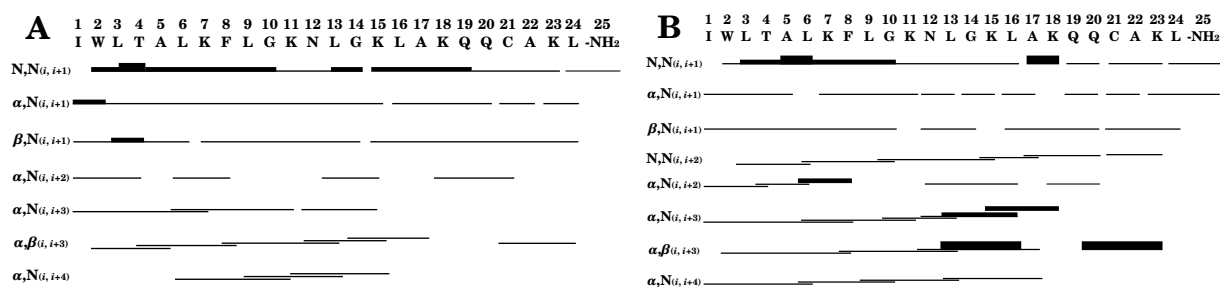 A
1 2 3 4 5 6 7 8 9 10 11 12 13 14 15 16 17 18 19 20 21 22 23 24 25
I W L T A L K F L G K N L G K L A K Q Q C A K L -NH2
N,N(i, i+1)
α,N(i, i+1)
β,N(i, i+1)
α,N(i, i+2)
α,N(i, i+3)
α,β(i, i+3)
α,N(i, i+4)
B
1 2 3 4 5 6 7 8 9 10 11 12 13 14 15 16 17 18 19 20 21 22 23 24 25
I W L T A L K F L G K N L G K L A K Q Q C A K L -NH2
N,N(i, i+1)
α,N(i, i+1)
β,N(i, i+1)
N,N(i, i+2)
α,N(i, i+2)
α,N(i, i+3)
α,β(i, i+3)
α,N(i, i+4)